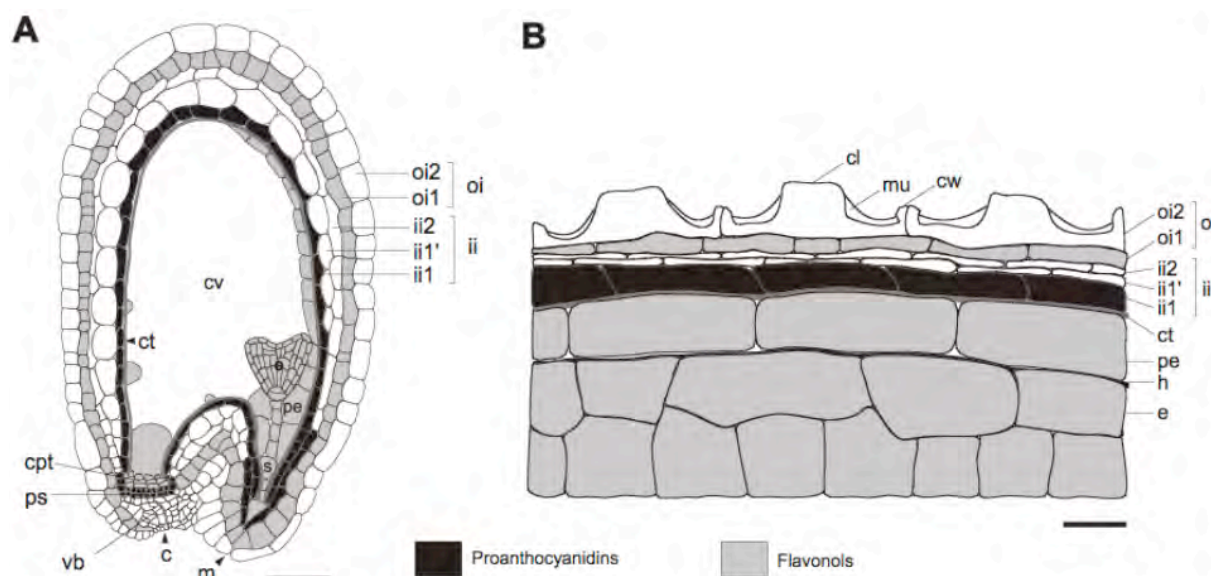 A
oi2
oi1
oi
ii2
ii1'
ii1
ii
cv
ct
e
pe
s
cpt
ps
vb
c
m
B
cl
mu
cw
oi2
oi1
o
ii2
ii1'
ii1
ii
ct
pe
h
e
Proanthocyanidins
Flavonols